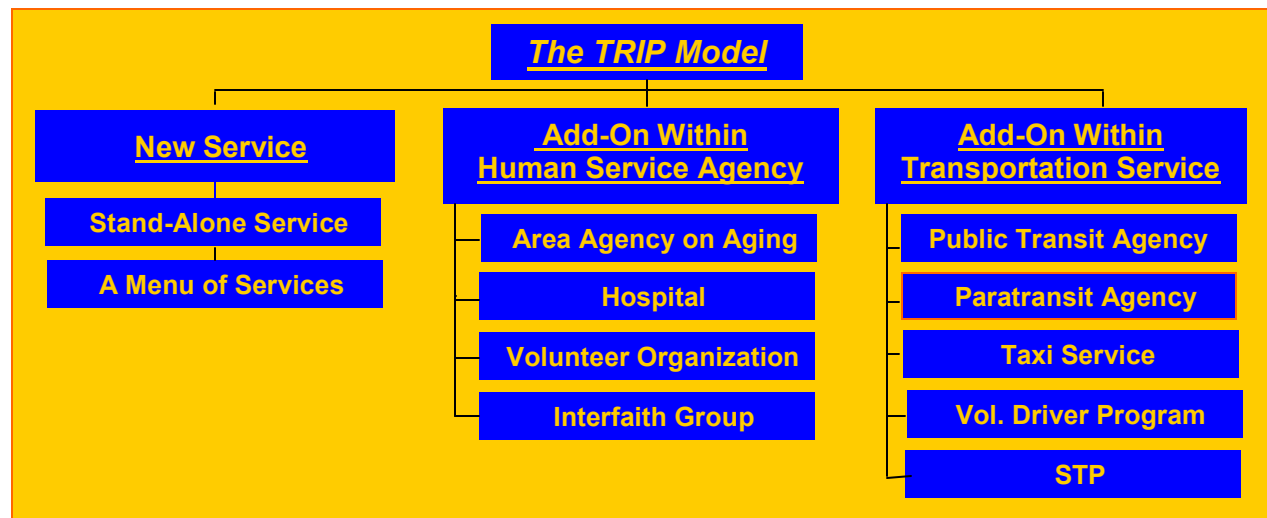 The TRIP Model
New Service
Stand-Alone Service
A Menu of Services
Add-On Within
Human Service Agency
Area Agency on Aging
Hospital
Volunteer Organization
Interfaith Group
Add-On Within
Transportation Service
Public Transit Agency
Paratransit Agency
Taxi Service
Vol. Driver Program
STP